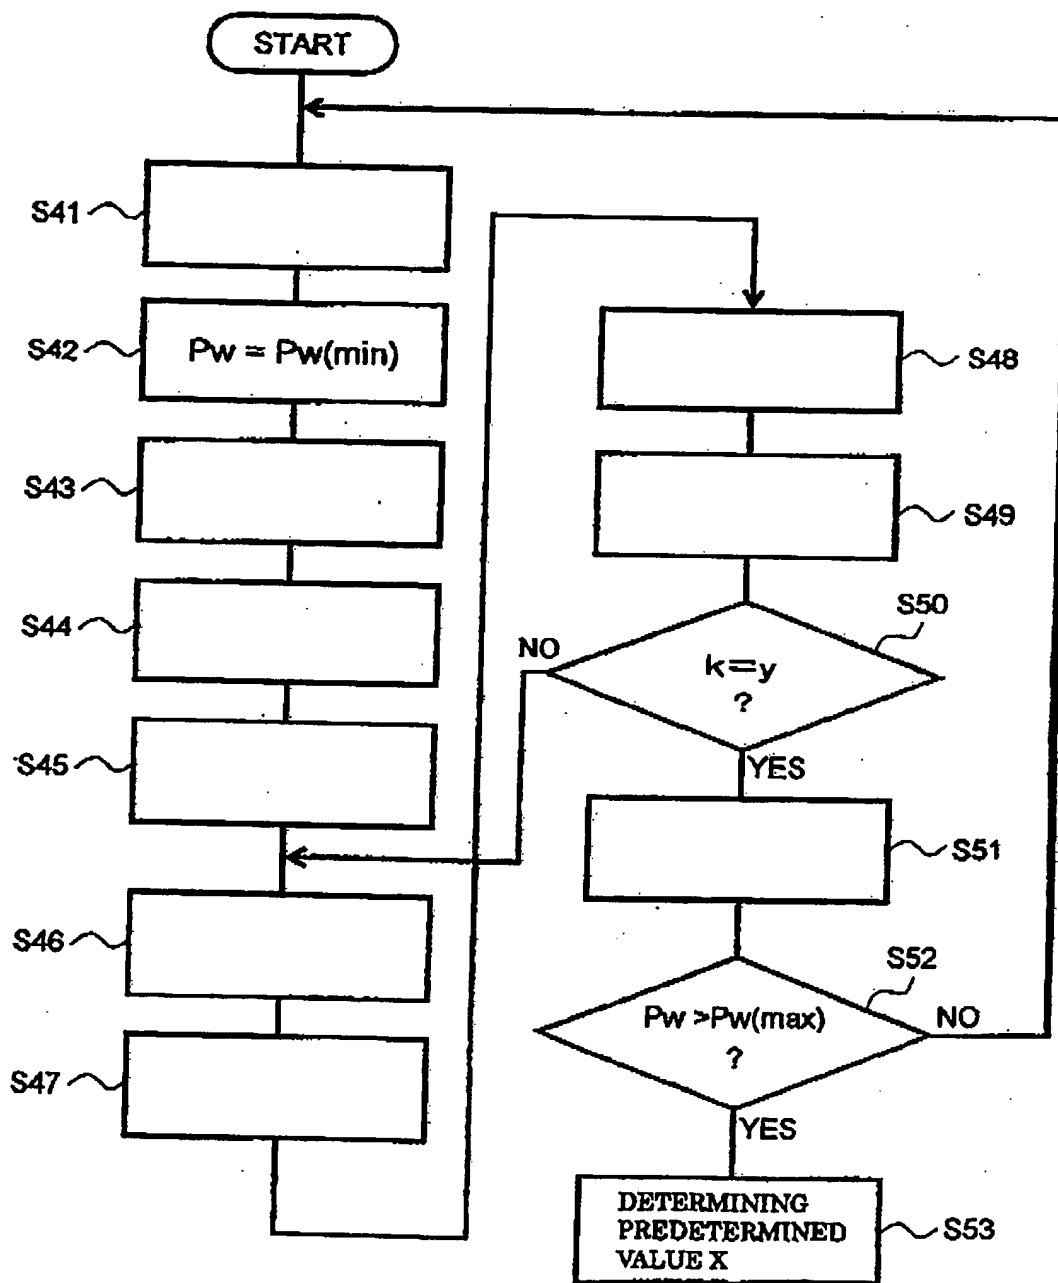 START
S41
S42
Pw = Pw(min)
S43
S44
S45
S46
S47
S48
S49
S50
k=y
?
NO
YES
S51
S52
Pw >Pw(max)
?
NO
YES
DETERMINING
PREDETERMINED
VALUE X
S53